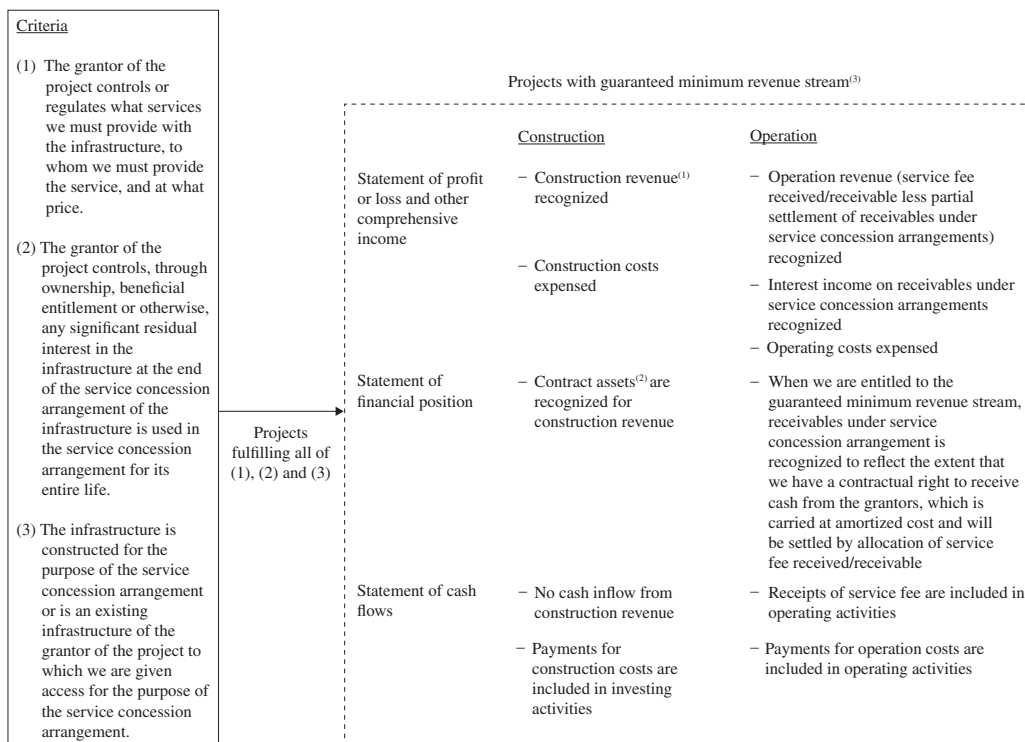 Criteria
(1) The grantor of the
project controls or
regulates what services
we must provide with
the infrastructure, to
whom we must provide
the service, and at what
price.
(2) The grantor of the
project controls, through
ownership, beneficial
entitlement or otherwise,
any significant residual
interest in the
infrastructure at the end
of the service concession
arrangement of the
infrastructure is used in
the service concession
arrangement for its
entire life.
(3) The infrastructure is
constructed for the
purpose of the service
concession arrangement
or is an existing
infrastructure of the
grantor of the project to
which we are given
access for the purpose of
the service concession
arrangement.
Projects
fulfilling all of
(1), (2) and (3)
Projects with guaranteed minimum revenue stream(3)
Construction
Operation
Statement of profit
or loss and other
comprehensive
income
– Construction revenue(1)
recognized
– Construction costs
expensed
– Operation revenue (service fee
received/receivable less partial
settlement of receivables under
service concession arrangements)
recognized
– Interest income on receivables under
service concession arrangements
recognized
– Operating costs expensed
Statement of
financial position
– Contract assets(2) are
recognized for
construction revenue
– When we are entitled to the
guaranteed minimum revenue stream,
receivables under service
concession arrangement is
recognized to reflect the extent that
we have a contractual right to receive
cash from the grantors, which is
carried at amortized cost and will
be settled by allocation of service
fee received/receivable
Statement of cash
flows
– No cash inflow from
construction revenue
– Payments for
construction costs are
included in investing
activities
– Receipts of service fee are included in
operating activities
– Payments for operation costs are
included in operating activities